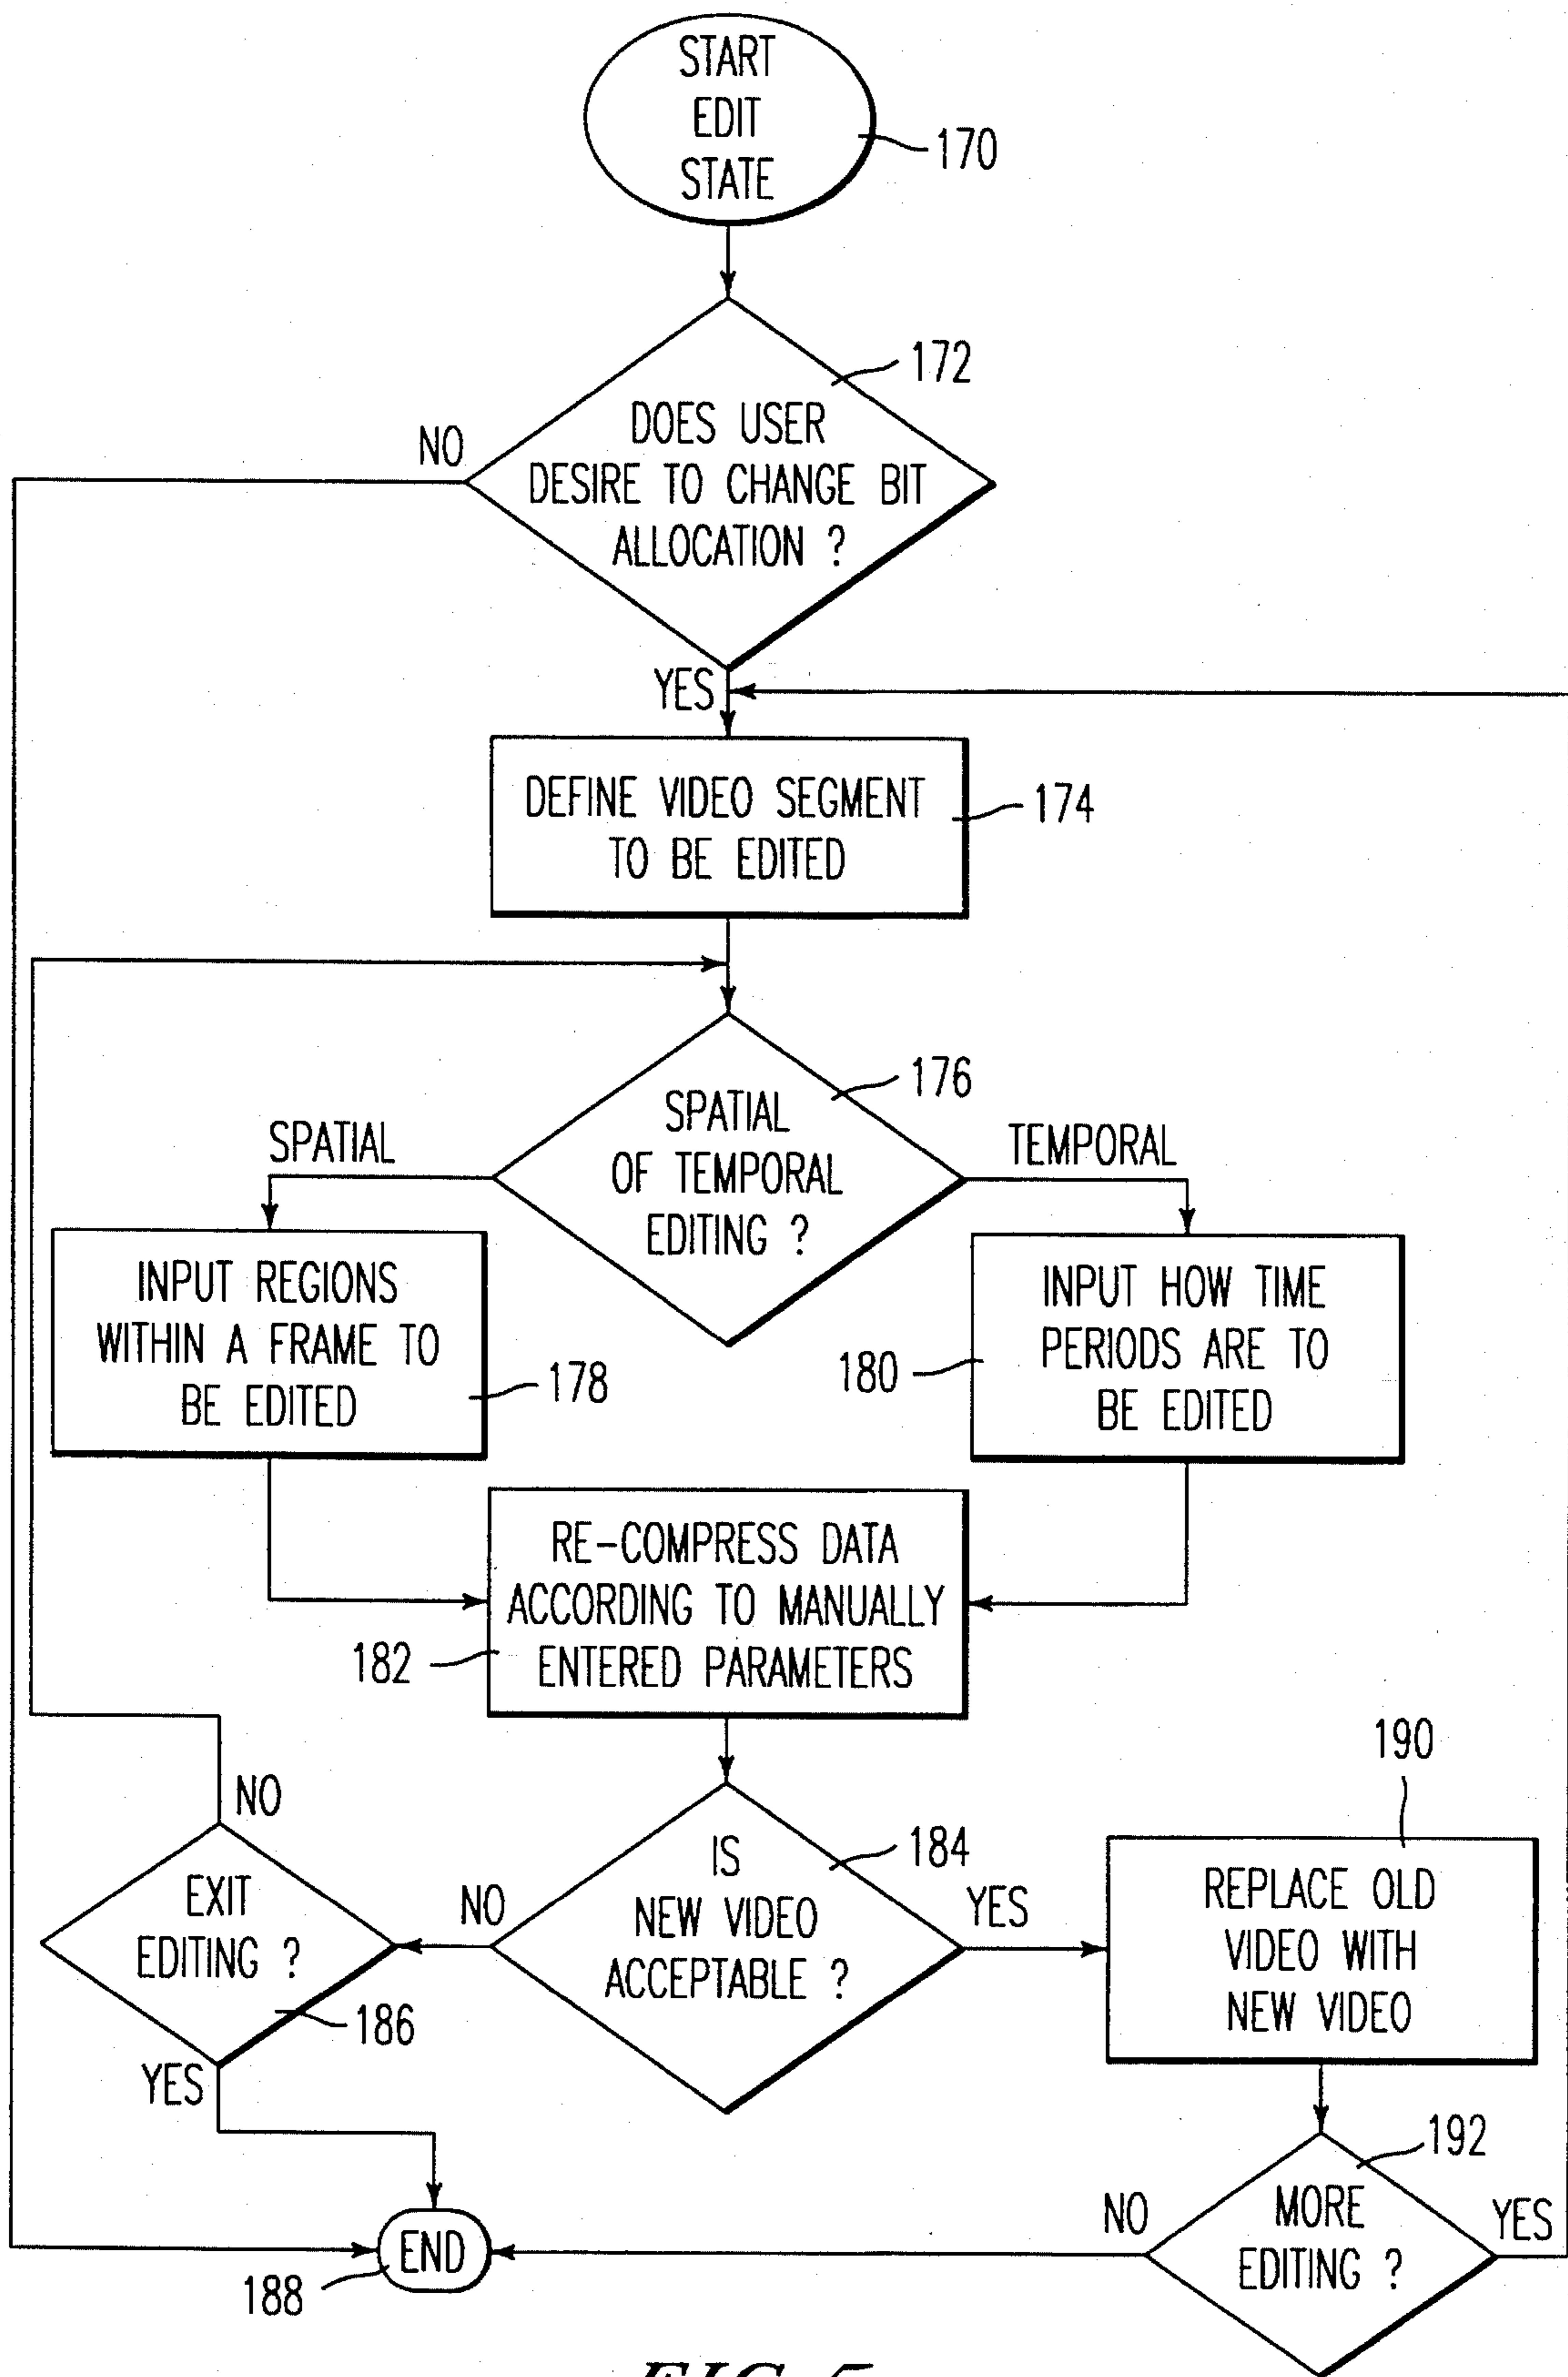 START
EDIT
STATE
170
172
DOES USER
DESIRE TO CHANGE BIT
ALLOCATION ?
NO
YES
DEFINE VIDEO SEGMENT
TO BE EDITED
174
176
SPATIAL
OF TEMPORAL
EDITING ?
SPATIAL
TEMPORAL
INPUT REGIONS
WITHIN A FRAME TO
BE EDITED
178
INPUT HOW TIME
PERIODS ARE TO
BE EDITED
180
RE-COMPRESS DATA
ACCORDING TO MANUALLY
ENTERED PARAMETERS
182
184
IS
NEW VIDEO
ACCEPTABLE ?
NO
YES
NO
EXIT
EDITING ?
186
YES
190
REPLACE OLD
VIDEO WITH
NEW VIDEO
192
MORE
EDITING ?
NO
YES
END
188